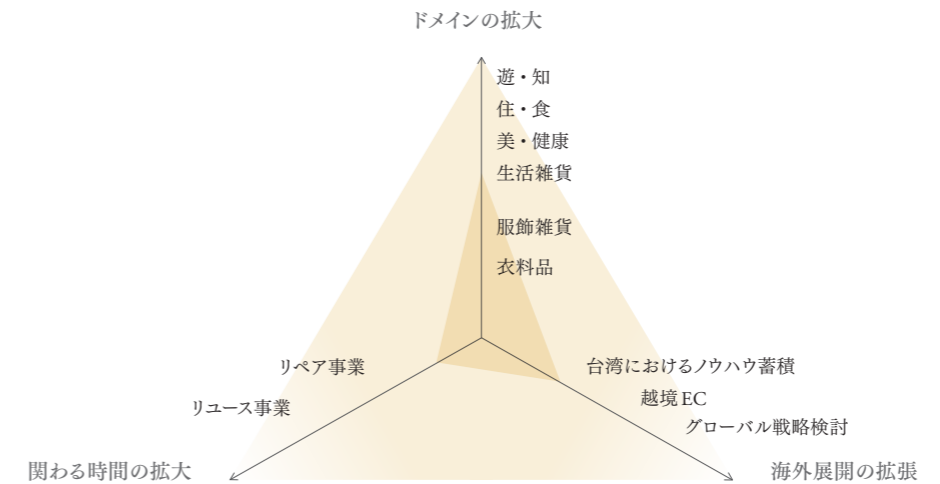 ドメインの拡大
遊・知
住・食
美・健康
生活雑貨
服飾雑貨
衣料品
リペア事業
リユース事業
台湾におけるノウハウ蓄積
越境EC
グローバル戦略検討
関わる時間の拡大
海外展開の拡張